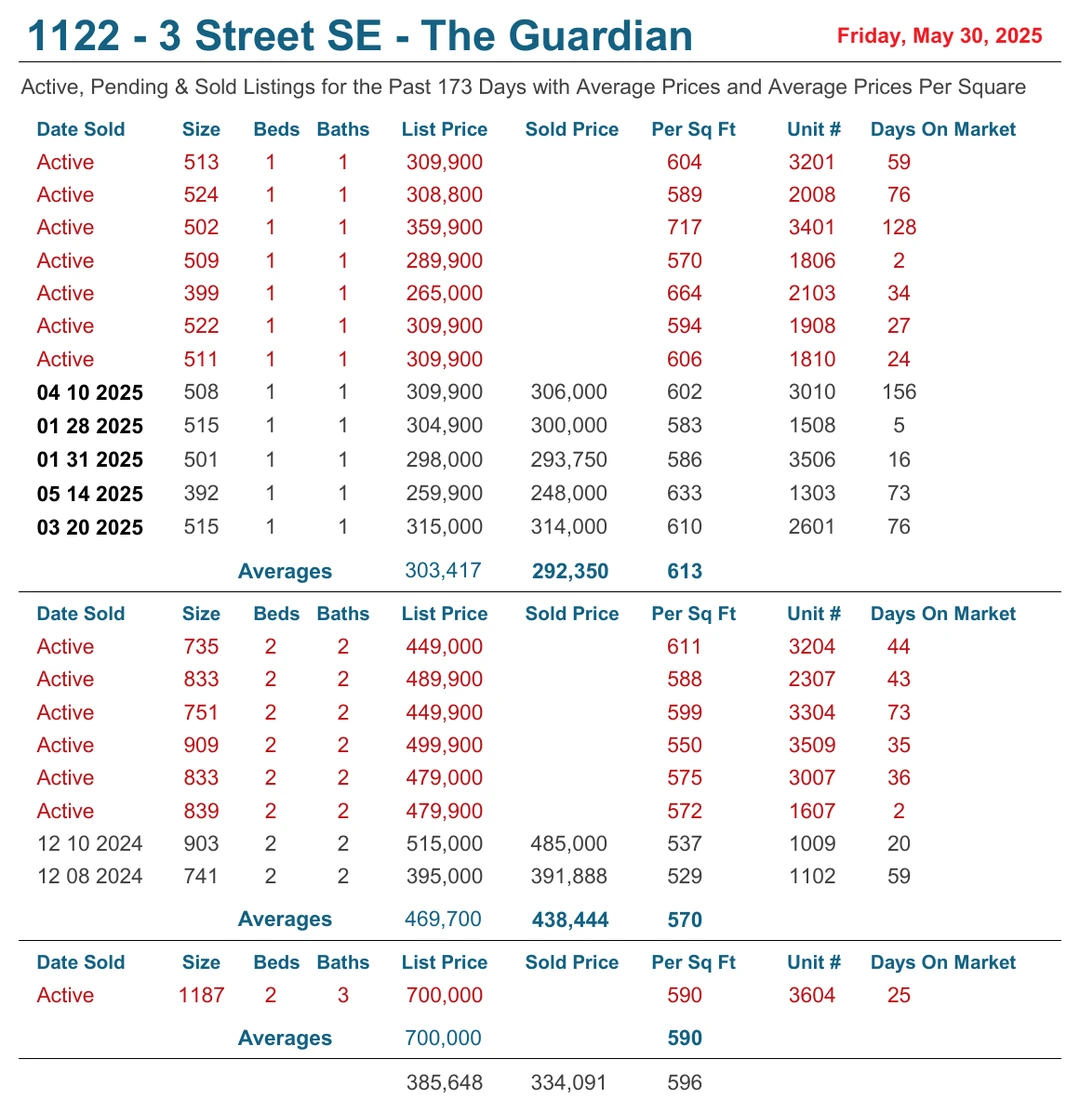 1122 - 3 Street SE - The Guardian Friday, May 30, 2025
Active, Pending & Sold Listings for the Past 173 Days with Average Prices and Average Prices Per Square
Date Sold Size Beds Baths List Price Sold Price Per Sq Ft Unit # Days On Market
Active 513 1 1 309,900 604 3201 59
Active 524 1 1 308,800 589 2008 76
Active 502 1 1 359,900 717 3401 128
Active 509 1 1 289,900 570 1806 2
Active 399 1 1 265,000 664 2103 34
Active 522 1 1 309,900 594 1908 27
Active 511 1 1 309,900 606 1810 24
04 10 2025 508 1 1 309,900 306,000 602 3010 156
01 28 2025 515 1 1 304,900 300,000 583 1508 5
01 31 2025 501 1 1 298,000 293,750 586 3506 16
05 14 2025 392 1 1 259,900 248,000 633 1303 73
03 20 2025 515 1 1 315,000 314,000 610 2601 76
Averages 303,417 292,350 613
Date Sold Size Beds Baths List Price Sold Price Per Sq Ft Unit # Days On Market
Active 735 2 2 449,000 611 3204 44
Active 833 2 2 489,900 588 2307 43
Active 751 2 2 449,900 599 3304 73
Active 909 2 2 499,900 550 3509 35
Active 833 2 2 479,000 575 3007 36
Active 839 2 2 479,900 572 1607 2
12 10 2024 903 2 2 515,000 485,000 537 1009 20
12 08 2024 741 2 2 395,000 391,888 529 1102 59
Averages 469,700 438,444 570
Date Sold Size Beds Baths List Price Sold Price Per Sq Ft Unit # Days On Market
Active 1187 2 3 700,000 590 3604 25
Averages 700,000 590
385,648 334,091 596